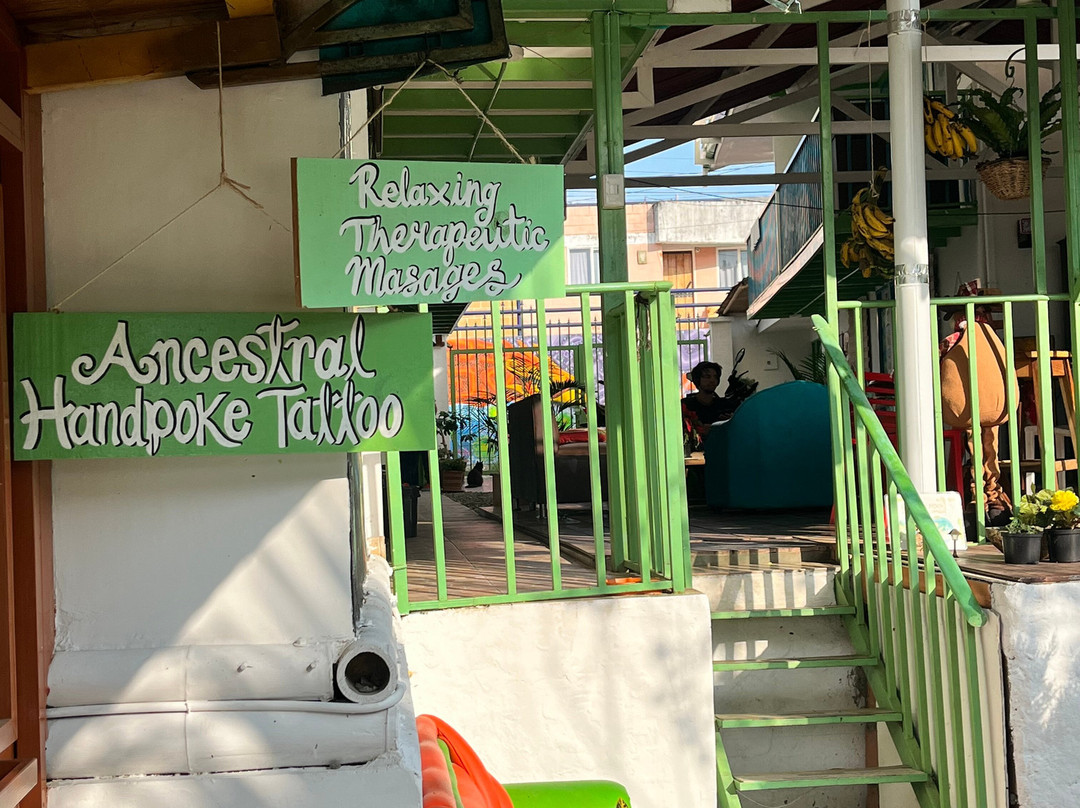 Relaxing
Therapeutic
Masages
Ancestral
Handpoke Tattoo